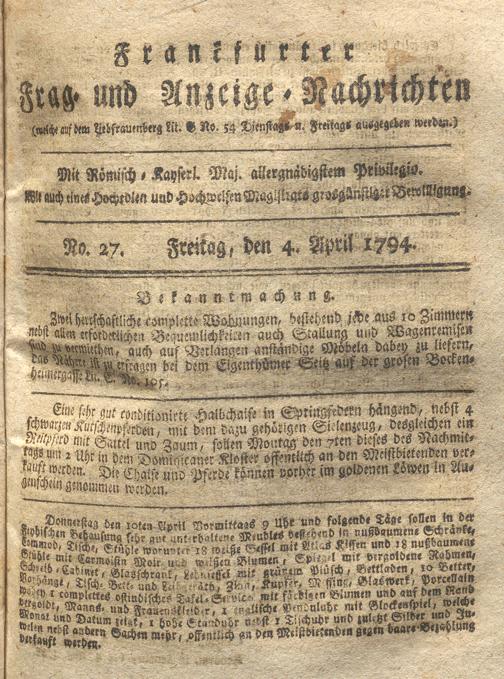 Frankfurter
Frag- und Anzeige-Nachrichten
(welche auf dem Liebfrauenberg Lit. G No. 54 Dienstags u. Freitags ausgegeben werden.)
Mit Römisch-Kayserl. Maj. allergnädigstem Privilegio.
Wie auch eines Hochedlen und Hochweisen Magistrats grosgünstiger Bewilligung.
No. 27. Freitag, den 4. April 1794.
Bekanntmachung.
Zwei herrschaftliche complette Wohnungen, bestehend jede aus 10 Zimmern
nebst allen erforderlichen Bequemlichkeiten auch Stallung und Wagenremisen
sind zu vermiethen, auch auf Verlangen anständige Möbeln dabey zu liefern,
das Nähere ist zu erfragen bei dem Eigenthümer Seitz auf der grosen Bocken-
heimergasse Lit. E. No. 105.
Eine sehr gut conditionirte Halbchaise in Springfedern hängend, nebst 4
schwarzen Kutschenpferden, mit dem dazu gehörigen Sielenzeug, desgleichen ein
Reitpferd mit Sattel und Zaum, sollen Montag den 7ten dieses des Nachmit-
tags um 2 Uhr in dem Dominicaner Kloster öffentlich an den Meistbietenden ver-
kauft werden. Die Chaise und Pferde können vorher im goldenen Löwen in Au-
genschein genommen werden.
Donnerstag den 10ten April Vormittags 9 Uhr und folgende Täge sollen in der
Behausung sehr gut unterhaltene Meubles bestehend in nußbaumene Schränke,
Commod, Tische, Stühle worunter 18 weiße Sessel mit Atlas Kissen und 18 nußbaumene
Stühle mit Carmoisin Moir und weißen Blumen, Spiegel mit vergoldene Rahmen,
Schreib-Cabinet, Glasschrank, Lehnsessel mit grünem Plüsch, Bettladen, 10 Better,
Vorhänge, Tisch- Bett- und Leingeräth, Zinn, Kupfer, Messing, Glaswerk, Porcellain
1 complettes ostindisches Tafel-Service mit färbigen Blumen und auf dem Rand
vergoldt, Manns- und Frauenskleider, 1 englische Penduluhr mit Glockenspiel, welche
Monat und Datum zeigt, 1 hohe Standuhr nebst 1 Tischuhr und zuletzt Silber und Ju-
welen nebst andern Sachen mehr, öffentlich an den Meistbietenden gegen baare Bezahlung
verkauft werden.